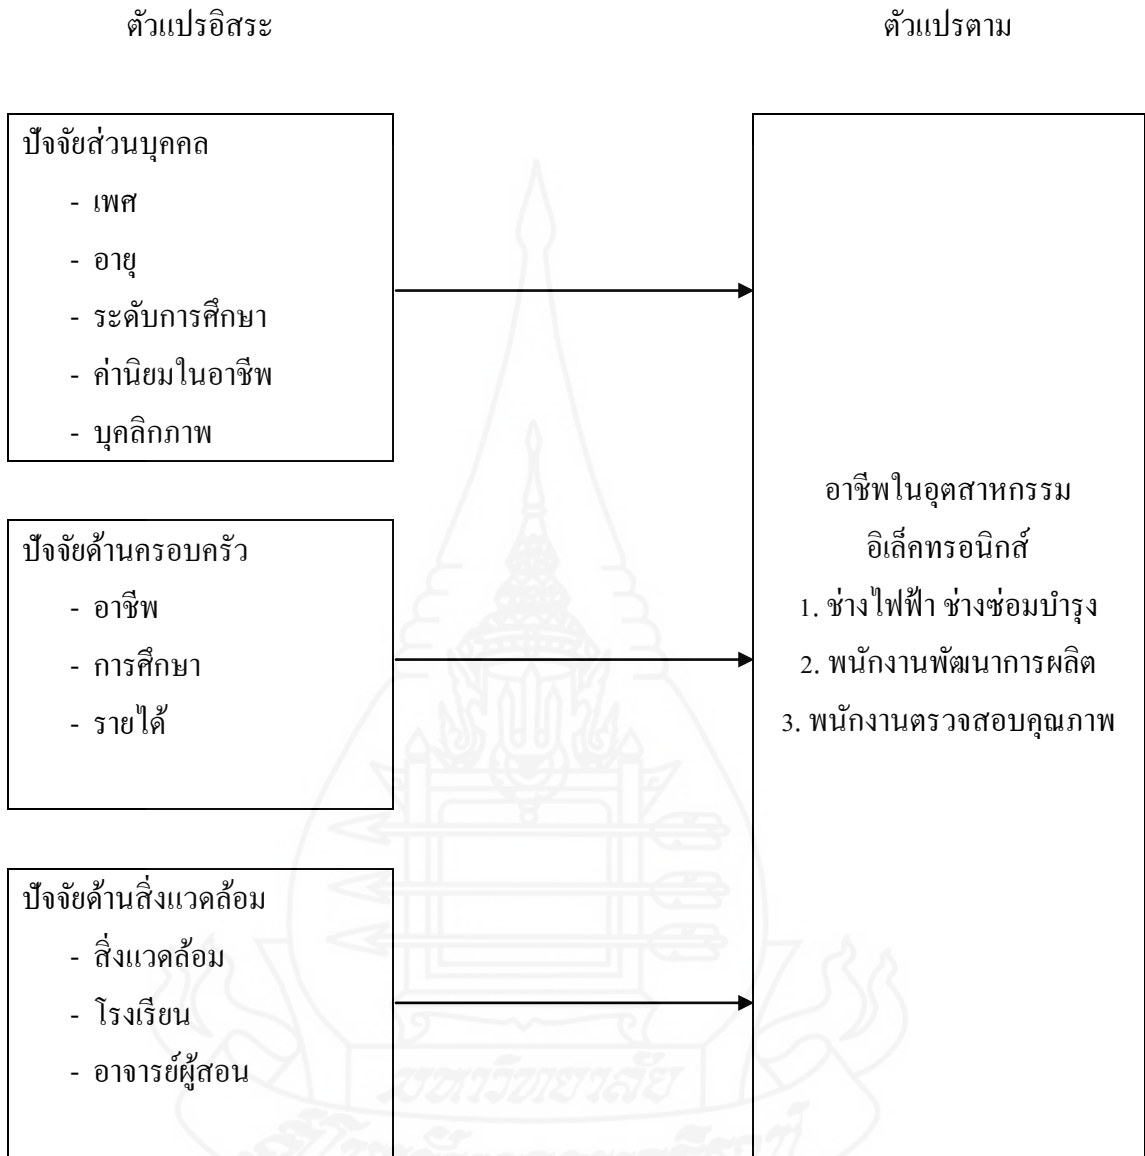 ตัวแปรอิสระ
ตัวแปรตาม
ปัจจัยส่วนบุคคล
- เพศ
- อายุ
- ระดับการศึกษา
- ค่านิยมในอาชีพ
- บุคลิกภาพ
ปัจจัยด้านครอบครัว
- อาชีพ
- การศึกษา
- รายได้
ปัจจัยด้านสิ่งแวดล้อม
- สิ่งแวดล้อม
- โรงเรียน
- อาจารย์ผู้สอน
อาชีพในอุตสาหกรรม
อิเล็คทรอนิกส์
1. ช่างไฟฟ้า ช่างซ่อมบำรุง
2. พนักงานพัฒนาการผลิต
3. พนักงานตรวจสอบคุณภาพ
มหาวิทยาลัย